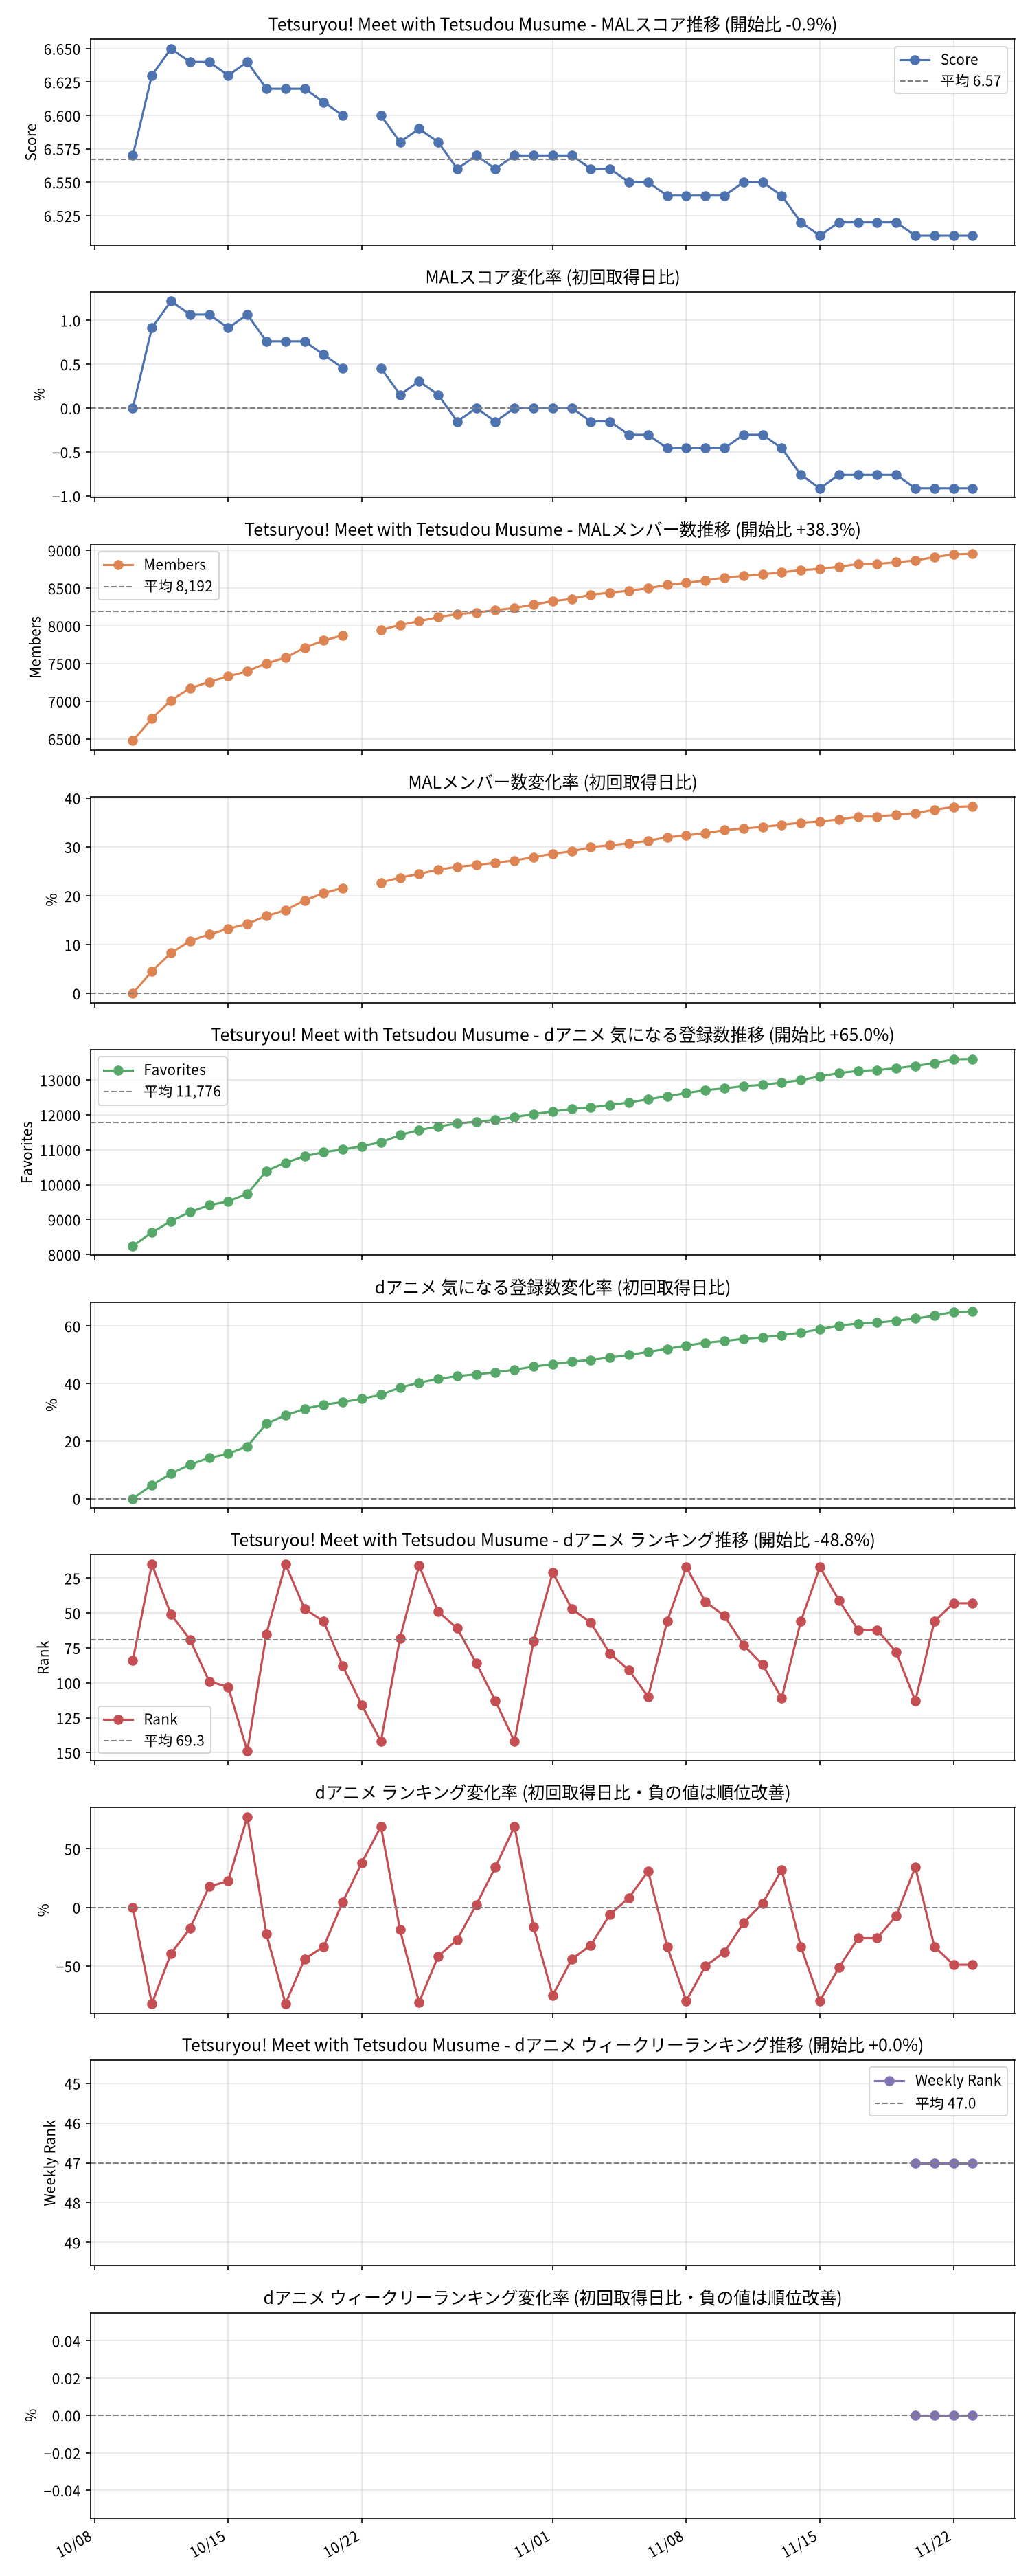 Tetsuryou! Meet with Tetsudou Musume - MALスコア推移 (開始比 -0.9%)
6.650
6.625
6.600
6.575
6.550
6.525
Score
Score
平均 6.57
MALスコア変化率 (初回取得日比)
1.0
0.5
0.0
−0.5
−1.0
%
Tetsuryou! Meet with Tetsudou Musume - MALメンバー数推移 (開始比 +38.3%)
9000
8500
8000
7500
7000
6500
Members
Members
平均 8,192
MALメンバー数変化率 (初回取得日比)
40
30
20
10
0
%
Tetsuryou! Meet with Tetsudou Musume - dアニメ 気になる登録数推移 (開始比 +65.0%)
13000
12000
11000
10000
9000
8000
Favorites
Favorites
平均 11,776
dアニメ 気になる登録数変化率 (初回取得日比)
60
40
20
0
%
Tetsuryou! Meet with Tetsudou Musume - dアニメ ランキング推移 (開始比 -48.8%)
25
50
75
100
125
150
Rank
Rank
平均 69.3
dアニメ ランキング変化率 (初回取得日比・負の値は順位改善)
50
0
−50
%
Tetsuryou! Meet with Tetsudou Musume - dアニメ ウィークリーランキング推移 (開始比 +0.0%)
45
46
47
48
49
Weekly Rank
Weekly Rank
平均 47.0
dアニメ ウィークリーランキング変化率 (初回取得日比・負の値は順位改善)
0.04
0.02
0.00
−0.02
−0.04
%
10/08
10/15
10/22
11/01
11/08
11/15
11/22